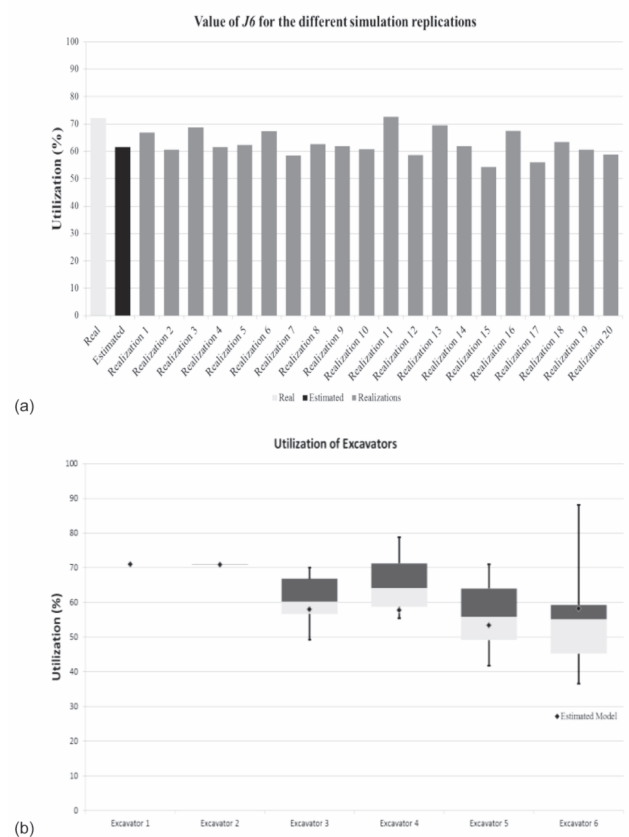 Value of J6 for the different simulation replications
100
90
80
70
60
50
40
30
20
10
0
Utilization (%)
Real
Estimated
Realization 1
Realization 2
Realization 3
Realization 4
Realization 5
Realization 6
Realization 7
Realization 8
Realization 9
Realization 10
Realization 11
Realization 12
Realization 13
Realization 14
Realization 15
Realization 16
Realization 17
Realization 18
Realization 19
Realization 20
Real Estimated Realizations
(a)
Utilization of Excavators
100
90
80
70
60
50
40
30
20
10
0
Utilization (%)
Estimated Model
Excavator 1 Excavator 2 Excavator 3 Excavator 4 Excavator 5 Excavator 6
(b)